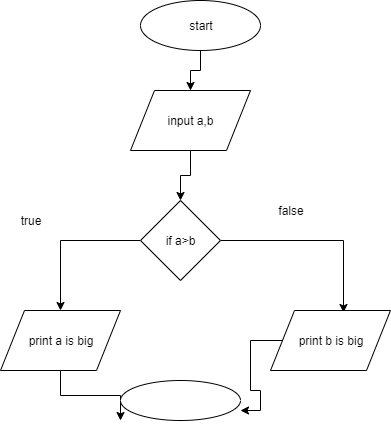 start
input a,b
true
false
if a>b
print a is big
print b is big